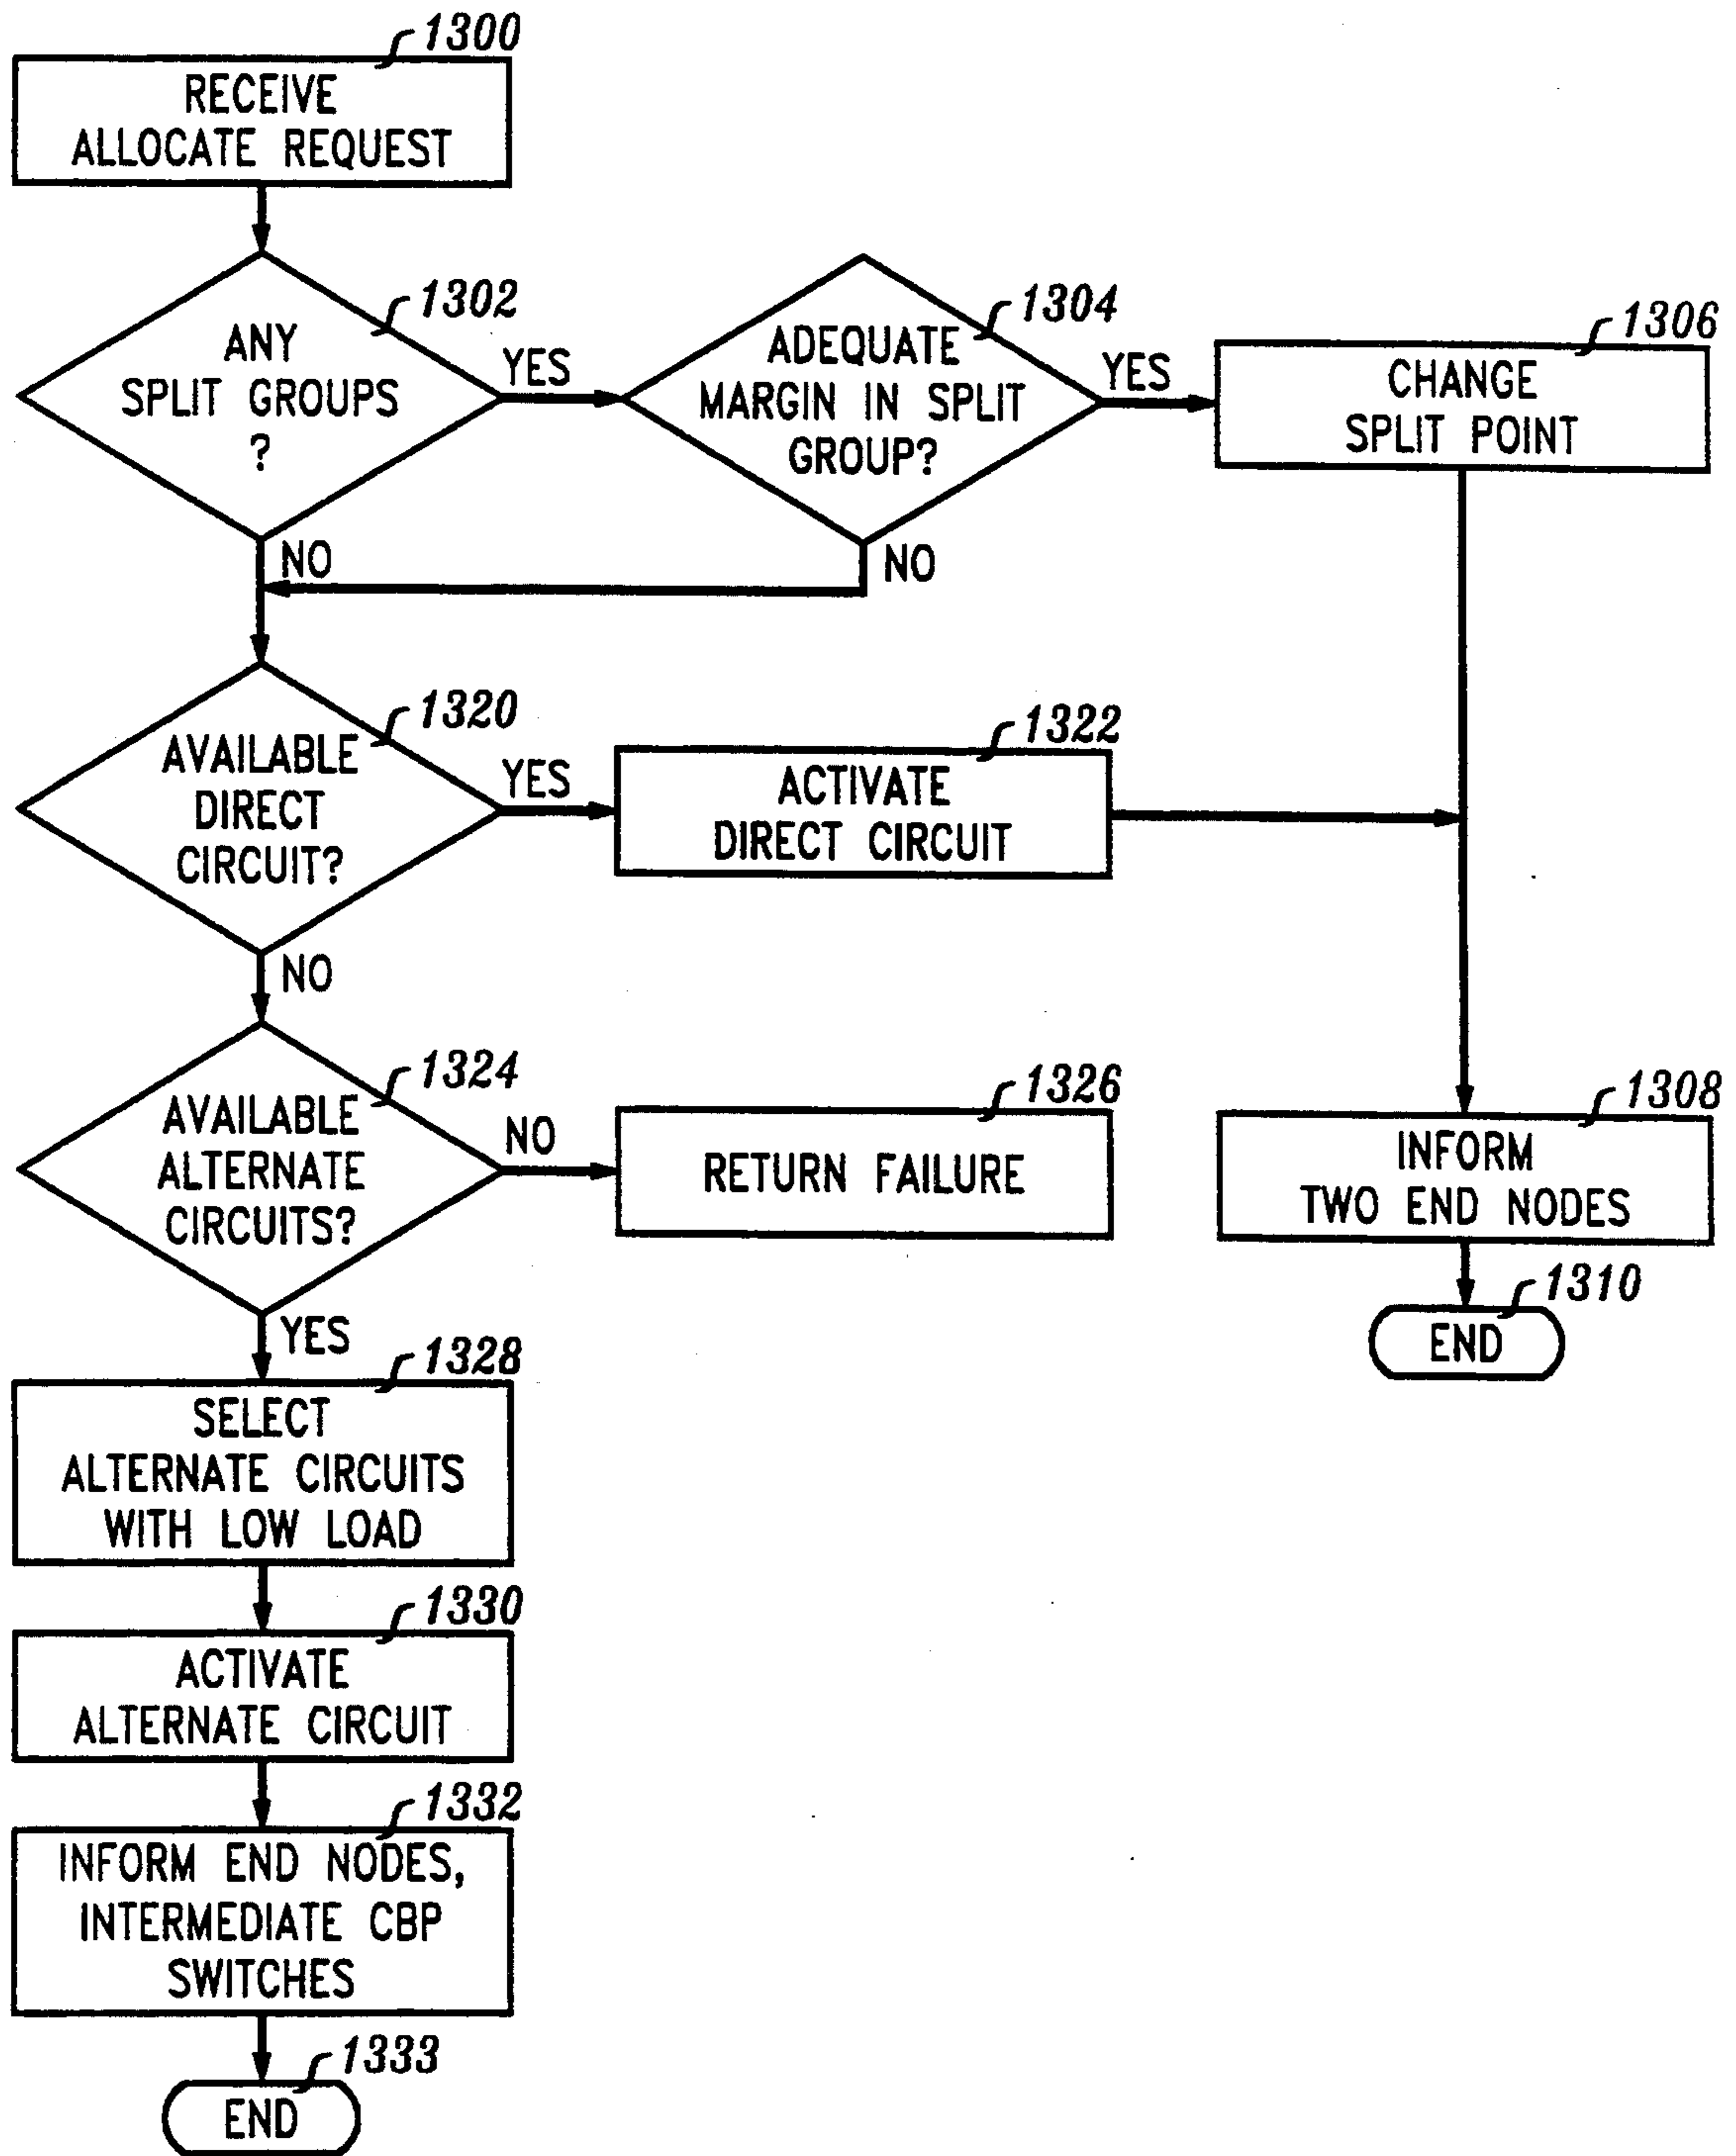 1300
RECEIVE
ALLOCATE REQUEST
1302
ANY
SPLIT GROUPS
?
YES
NO
1304
ADEQUATE
MARGIN IN SPLIT
GROUP?
YES
NO
1306
CHANGE
SPLIT POINT
1320
AVAILABLE
DIRECT
CIRCUIT?
YES
NO
1322
ACTIVATE
DIRECT CIRCUIT
1324
AVAILABLE
ALTERNATE
CIRCUITS?
NO
YES
1326
RETURN FAILURE
1308
INFORM
TWO END NODES
1310
END
1328
SELECT
ALTERNATE CIRCUITS
WITH LOW LOAD
1330
ACTIVATE
ALTERNATE CIRCUIT
1332
INFORM END NODES,
INTERMEDIATE CBP
SWITCHES
1333
END